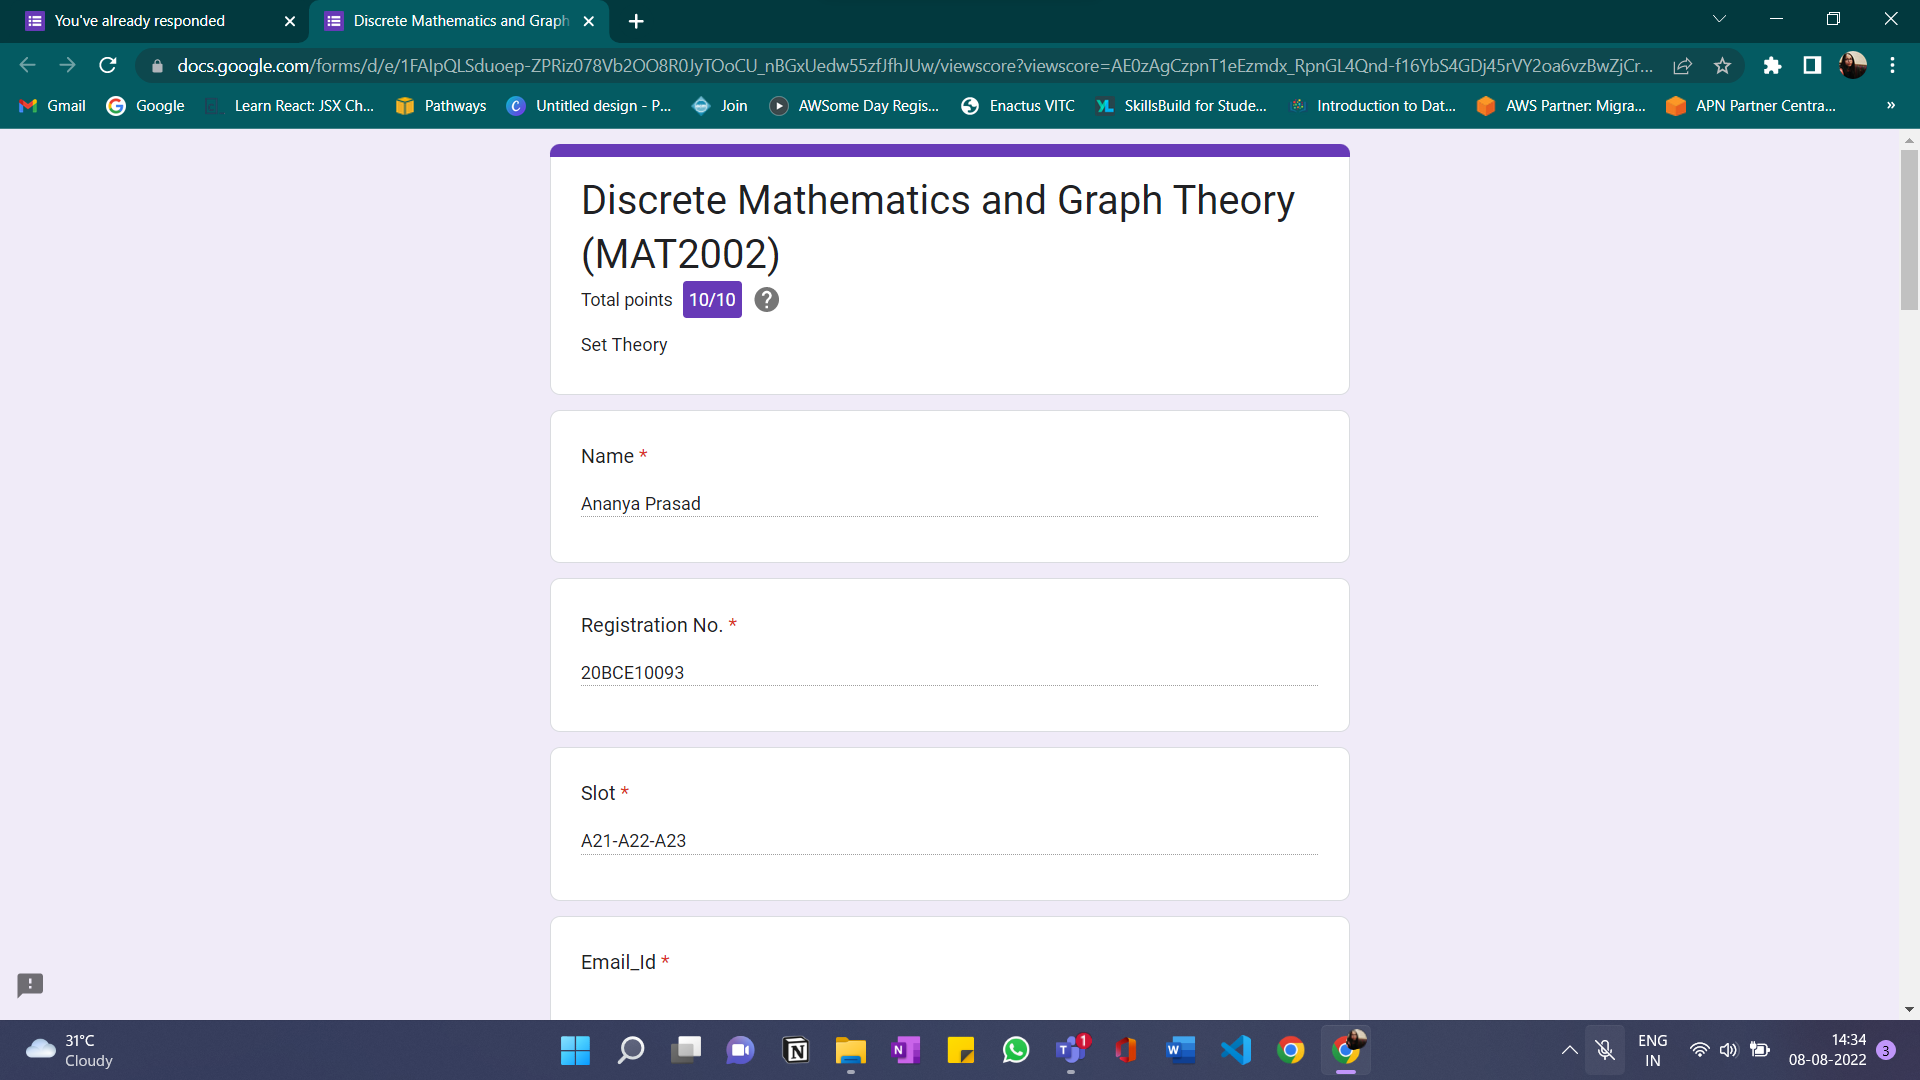 You've already responded
Discrete Mathematics and Graph
docs.google.com/forms/d/e/1FAIpQLSduoep-ZPRiz078Vb2OO8R0JyTOoCU_nBGxUedw55zfJfhJUw/viewscore?viewscore=AE0zAgCzpnT1eEzmdx_RpnGL4Qnd-f16YbS4GDj45rVY2oa6vzBwZjCr...
Gmail Google Learn React: JSX Ch... Pathways Untitled design - P... Join AWSome Day Regis... Enactus VITC SkillsBuild for Stude... Introduction to Dat... AWS Partner: Migra... APN Partner Centra... »
Discrete Mathematics and Graph Theory
(MAT2002)
Total points 10/10
Set Theory
Name *
Ananya Prasad
Registration No. *
20BCE10093
Slot *
A21-A22-A23
Email_Id *
31°C
Cloudy
1
ENG
IN
14:34
08-08-2022
3